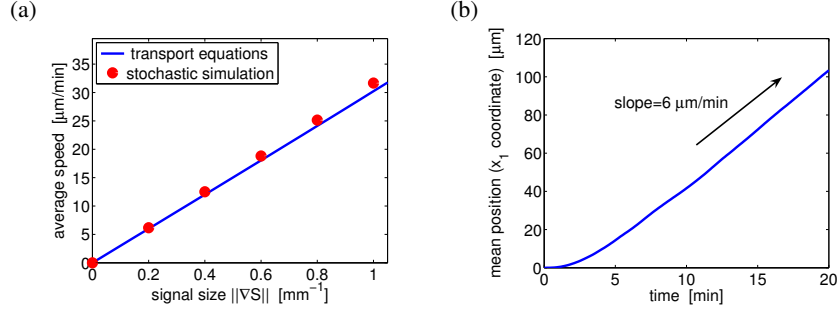 (a)
average speed [μm/min]
35
30
25
20
15
10
5
0
transport equations
stochastic simulation
0
0.2
0.4
0.6
0.8
1
signal size ||∇S|| [mm⁻¹]
(b)
mean position (x₁ coordinate) [μm]
120
100
80
60
40
20
0
slope=6 μm/min
0
5
10
15
20
time [min]